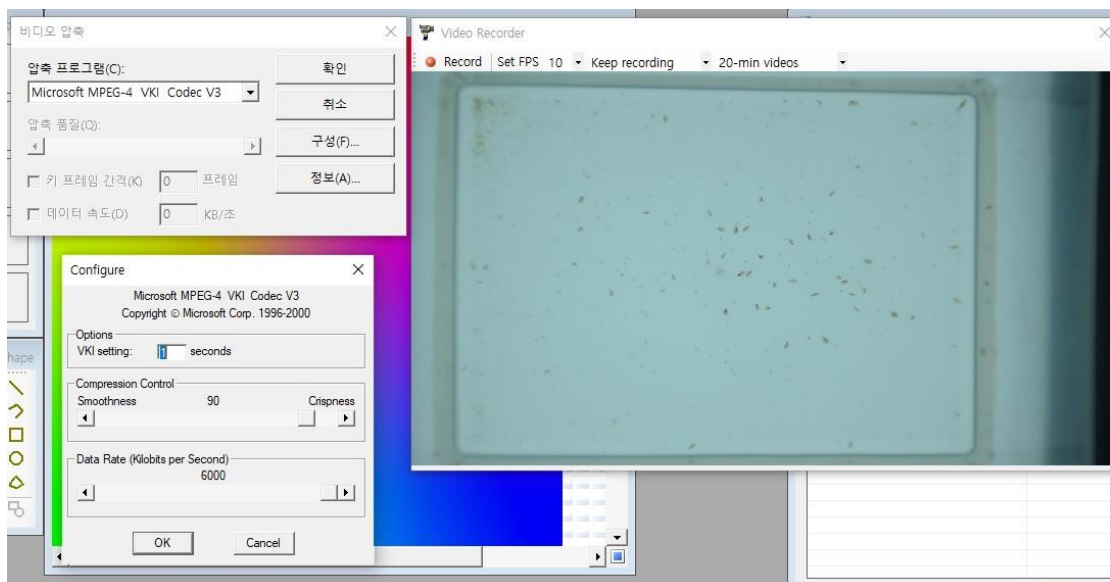 비디오 압축
압축 프로그램(C):
Microsoft MPEG-4 VKI Codec V3
압축 품질(Q):
키 프레임 간격(K) 0 프레임
데이터 속도(D) 0 KB/초
확인
취소
구성(F)...
정보(A)...
Video Recorder
Record Set FPS 10 Keep recording 20-min videos
Configure
Microsoft MPEG-4 VKI Codec V3
Copyright © Microsoft Corp. 1996-2000
Options
VKI setting: 1 seconds
Compression Control
Smoothness 90 Crispness
Data Rate (Kilobits per Second)
6000
OK Cancel
hape